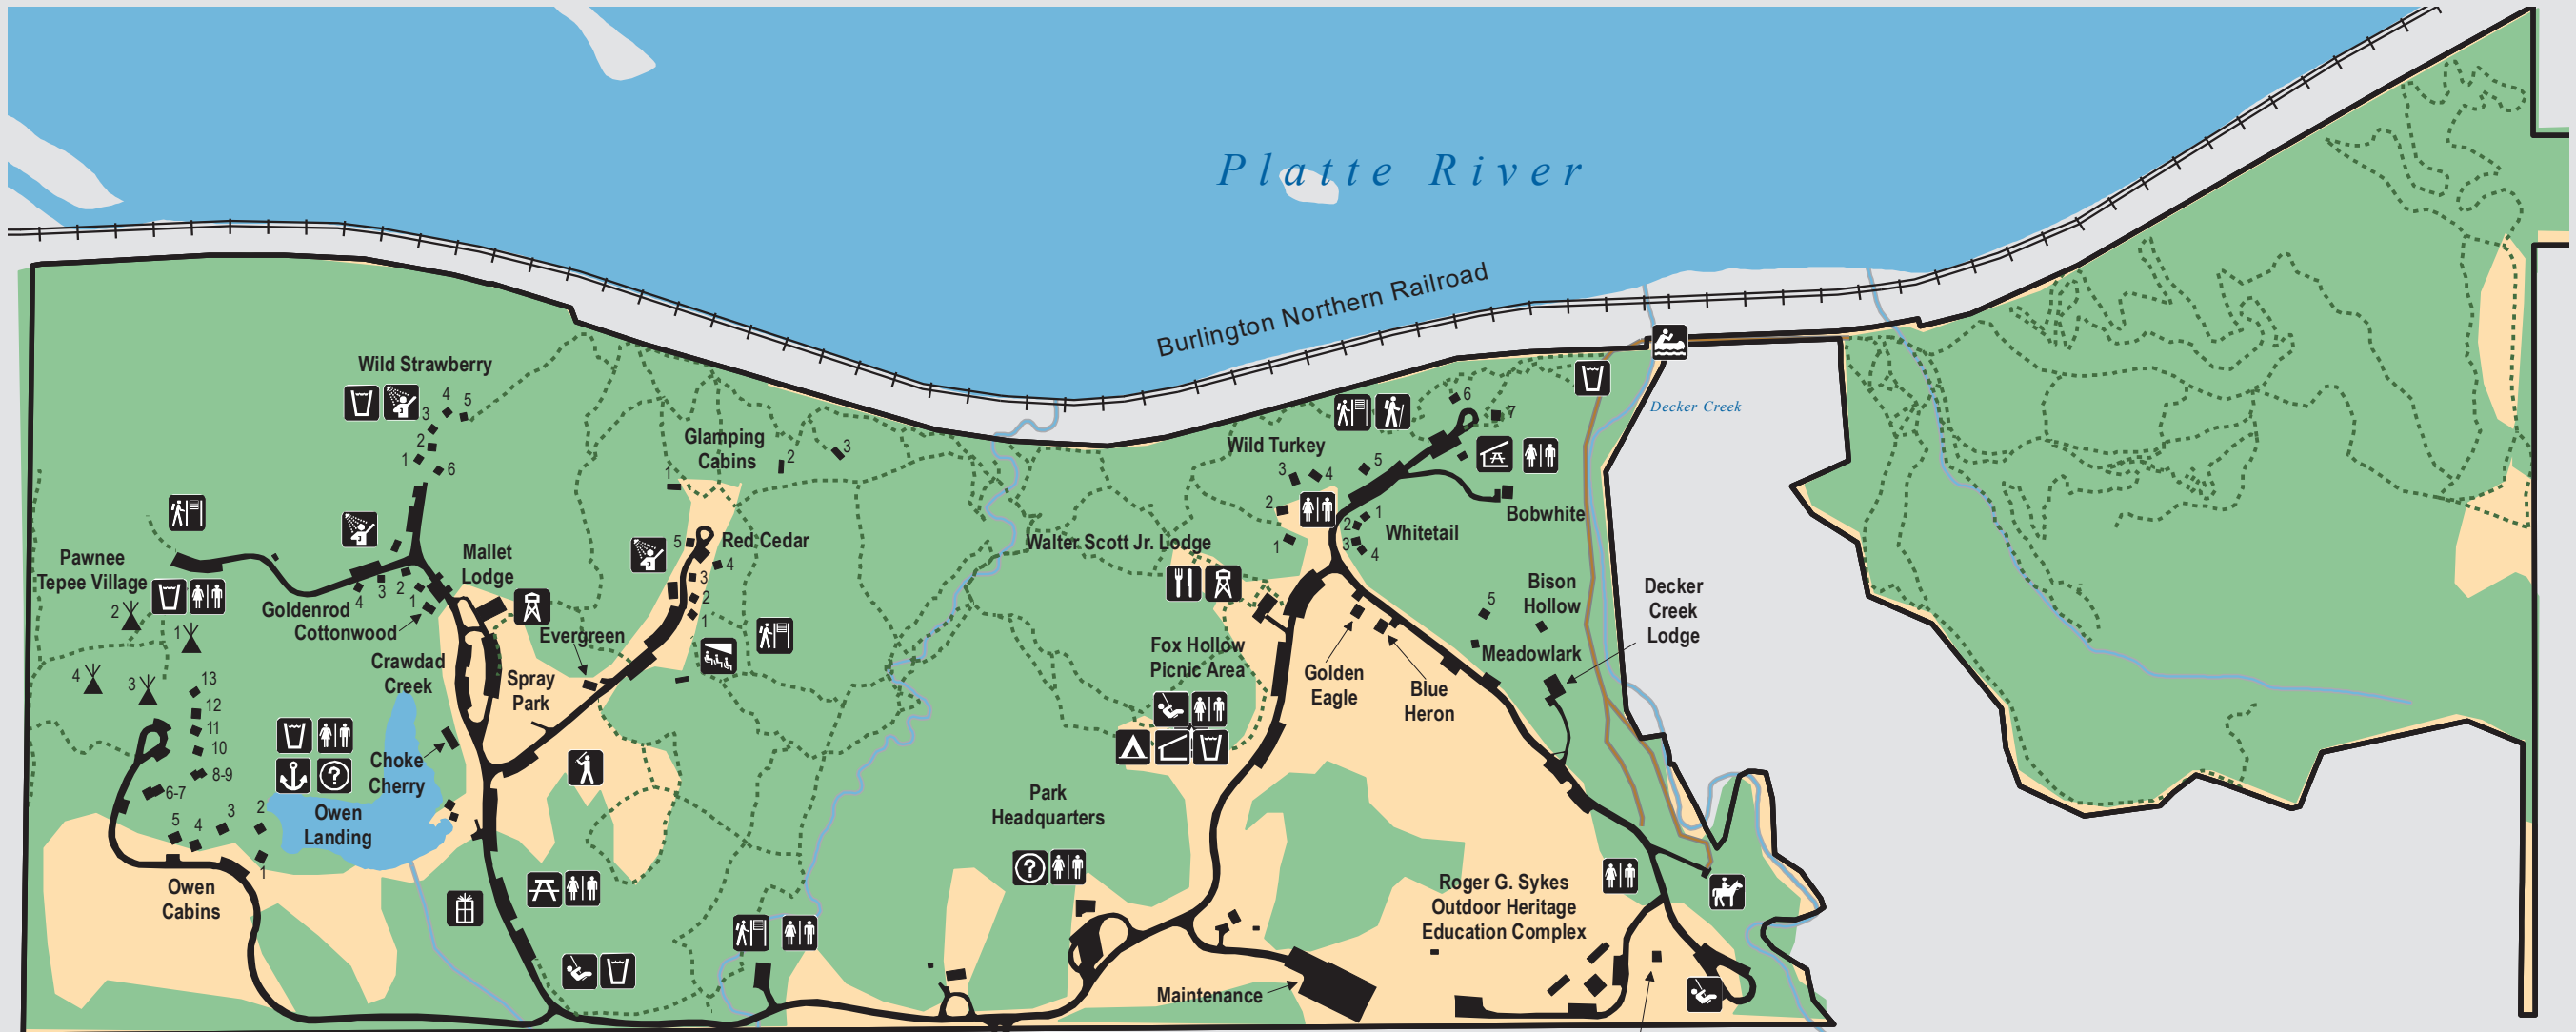 Platte River
Burlington Northern Railroad
Decker Creek
Wild Strawberry
4
5
3
2
1
6
Glamping
Cabins
1
2
3
Wild Turkey
3
4
5
6
7
2
1
Bobwhite
Whitetail
1
2
3
4
Walter Scott Jr. Lodge
Red Cedar
5
4
3
2
1
Pawnee
Tepee Village
2
1
4
3
Mallet
Lodge
Goldenrod
4
3
2
1
Cottonwood
Evergreen
Crawdad
Creek
Spray
Park
Fox Hollow
Picnic Area
Golden
Eagle
Blue
Heron
Bison
Hollow
5
Meadowlark
Decker
Creek
Lodge
13
12
11
10
8-9
6-7
5
4
3
2
1
?
Choke
Cherry
Owen
Landing
Owen
Cabins
Park
Headquarters
?
Roger G. Sykes
Outdoor Heritage
Education Complex
Maintenance